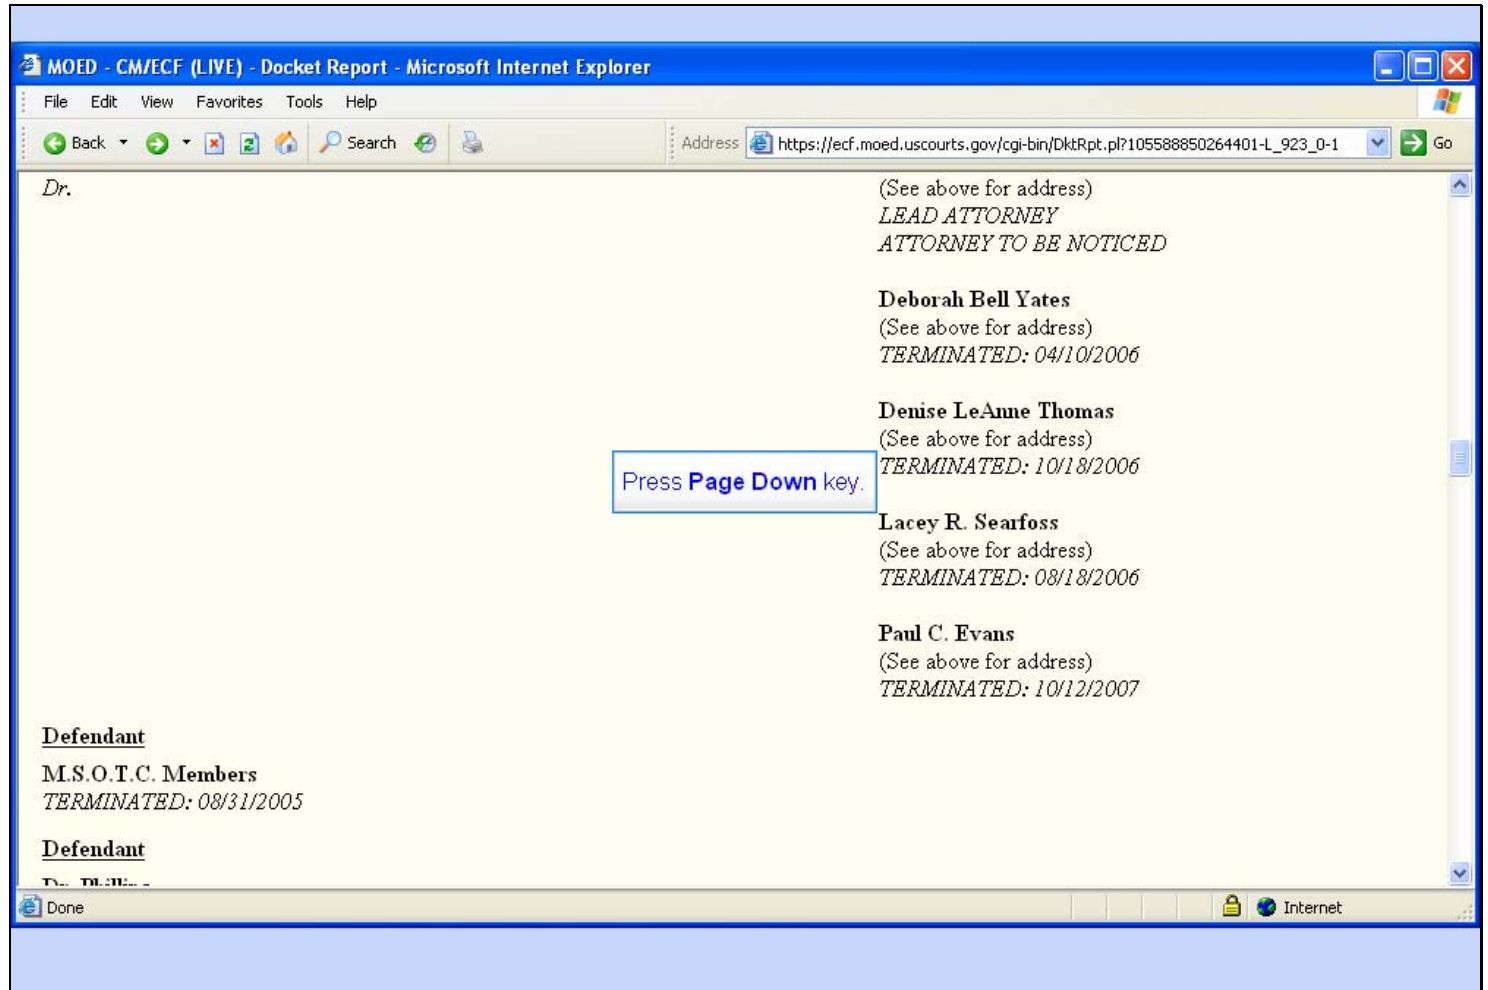 MOED - CM/ECF (LIVE) - Docket Report - Microsoft Internet Explorer
File Edit View Favorites Tools Help
Back Search Address https://ecf.moed.uscourts.gov/cgi-bin/DktRpt.pl?105588850264401-L_923_0-1 Go
Dr. (See above for address)
LEAD ATTORNEY
ATTORNEY TO BE NOTICED
Deborah Bell Yates
(See above for address)
TERMINATED: 04/10/2006
Denise LeAnne Thomas
(See above for address)
TERMINATED: 10/18/2006
Press Page Down key.
Lacey R. Searfoss
(See above for address)
TERMINATED: 08/18/2006
Paul C. Evans
(See above for address)
TERMINATED: 10/12/2007
Defendant
M.S.O.T.C. Members
TERMINATED: 08/31/2005
Defendant
Dr. Phillips
Done Internet